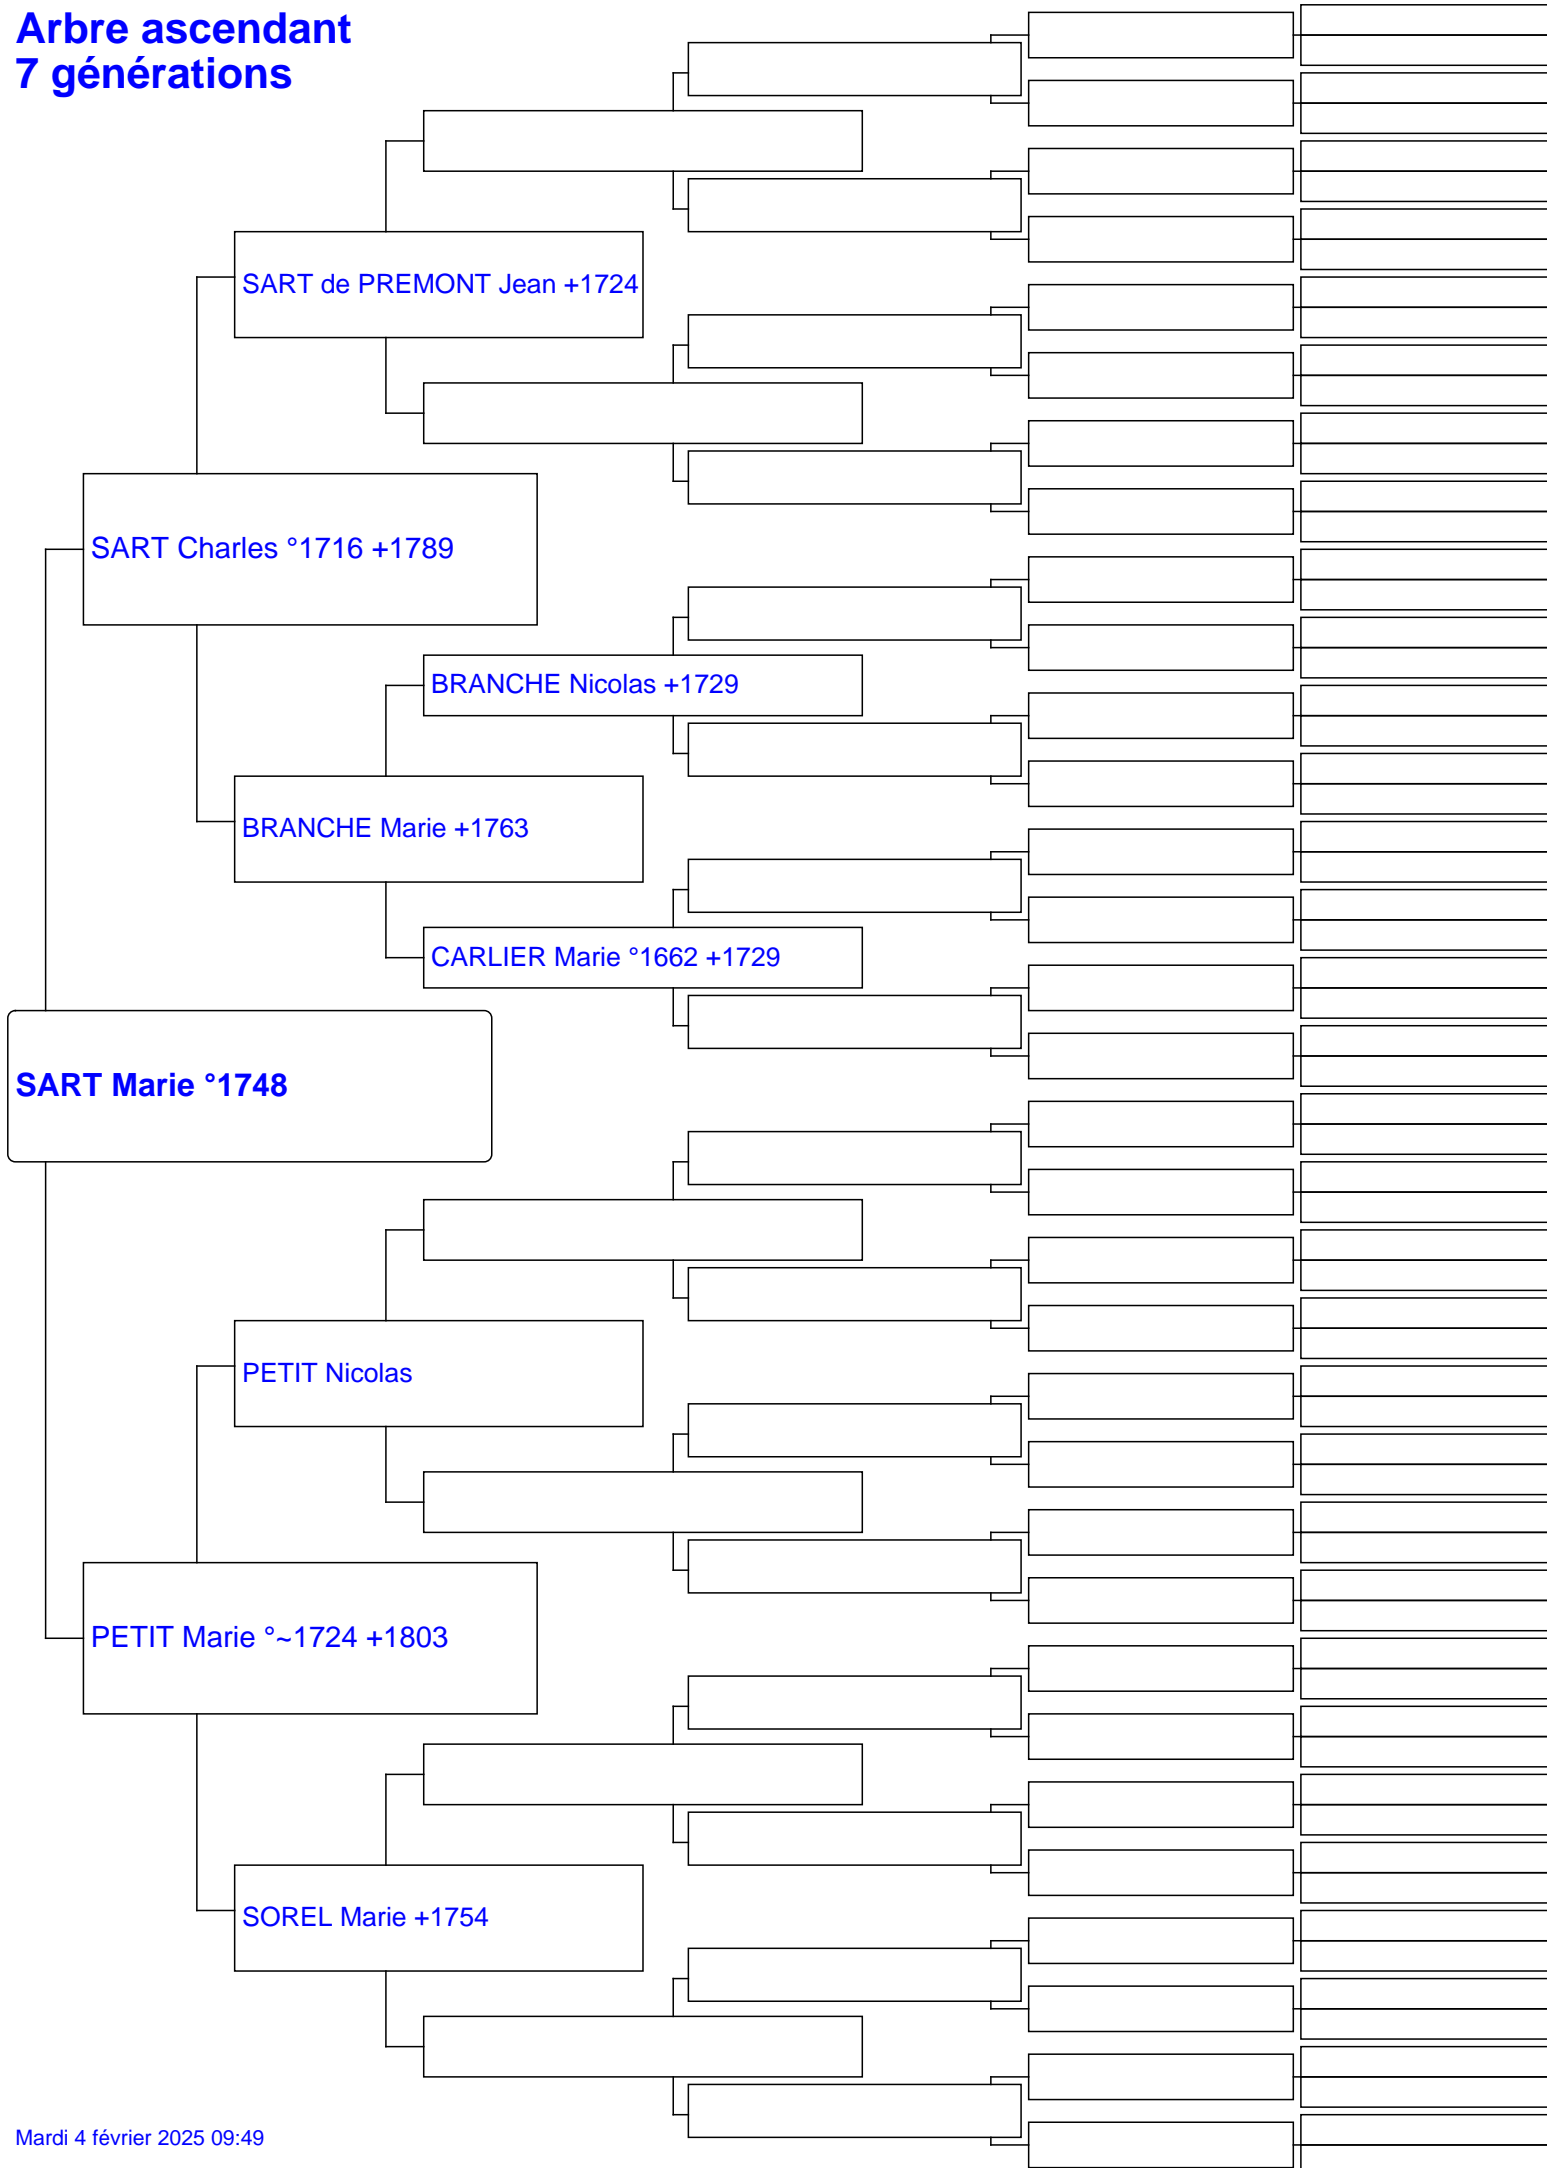 Arbre ascendant
7 générations
SART de PREMONT Jean +1724
SART Charles °1716 +1789
BRANCHE Nicolas +1729
BRANCHE Marie +1763
CARLIER Marie °1662 +1729
SART Marie °1748
PETIT Nicolas
PETIT Marie °~1724 +1803
SOREL Marie +1754
Mardi 4 février 2025 09:49